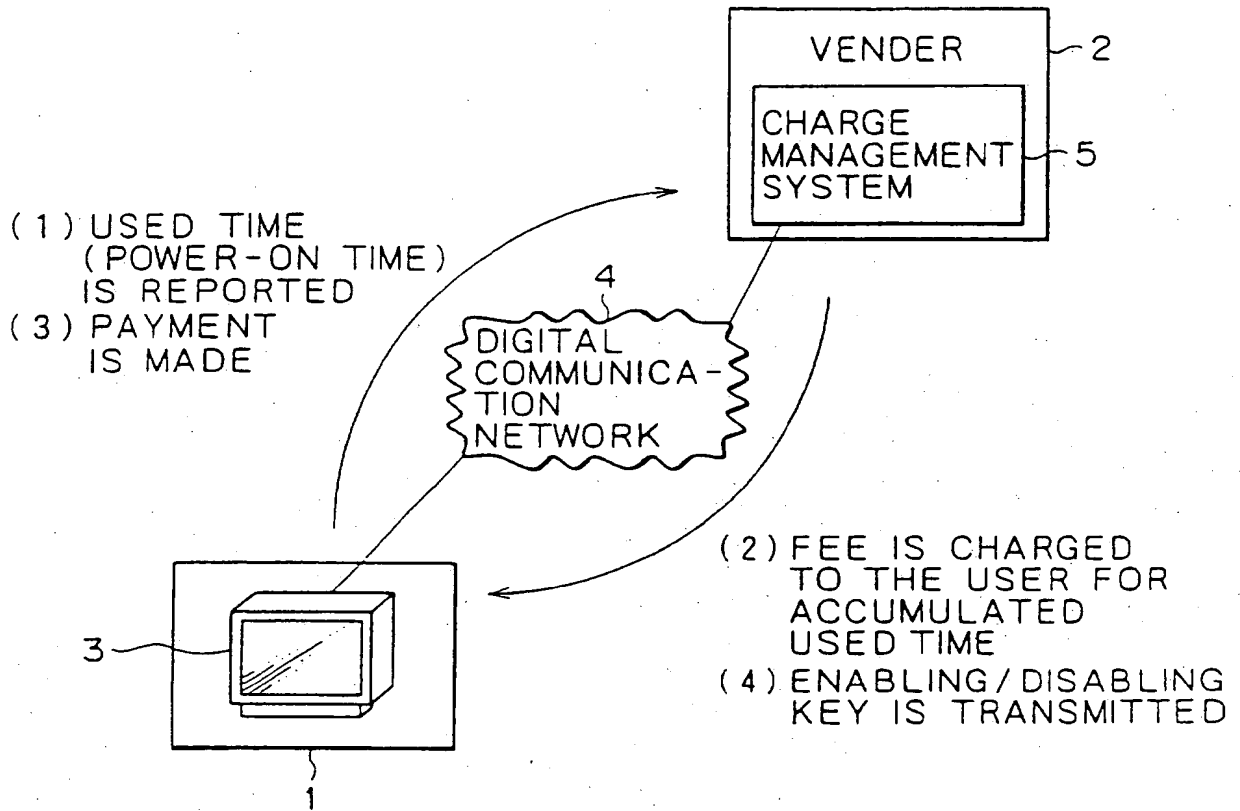 VENDER
2
CHARGE
MANAGEMENT
SYSTEM
5
(1) USED TIME
(POWER-ON TIME)
IS REPORTED
(3) PAYMENT
IS MADE
4
DIGITAL
COMMUNICA-
TION
NETWORK
(2) FEE IS CHARGED
TO THE USER FOR
ACCUMULATED
USED TIME
(4) ENABLING/DISABLING
KEY IS TRANSMITTED
3
1